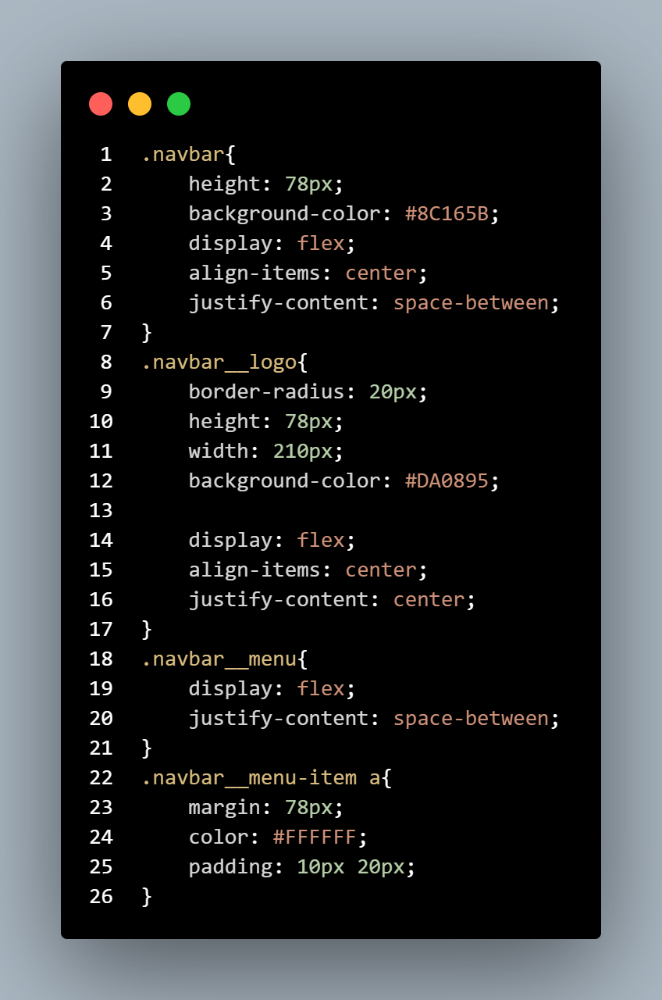 1 .navbar{
2     height: 78px;
3     background-color: #8C165B;
4     display: flex;
5     align-items: center;
6     justify-content: space-between;
7 }
8 .navbar__logo{
9     border-radius: 20px;
10     height: 78px;
11     width: 210px;
12     background-color: #DA0895;
13
14     display: flex;
15     align-items: center;
16     justify-content: center;
17 }
18 .navbar__menu{
19     display: flex;
20     justify-content: space-between;
21 }
22 .navbar__menu-item a{
23     margin: 78px;
24     color: #FFFFFF;
25     padding: 10px 20px;
26 }